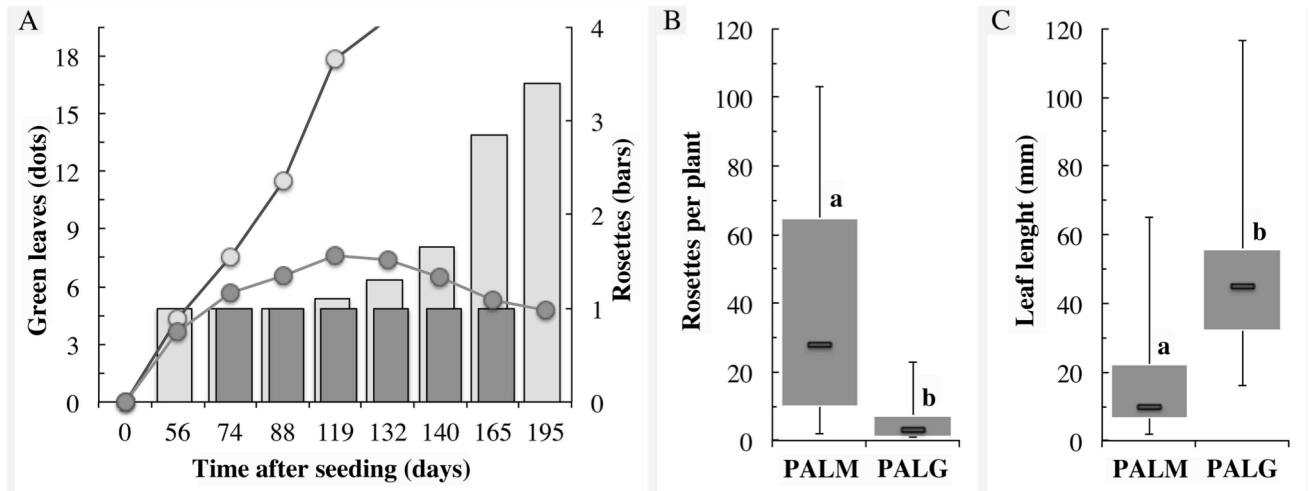 A
Green leaves (dots)
18
15
12
9
6
3
0
4
3
2
1
0
Rosettes (bars)
0 56 74 88 119 132 140 165 195
Time after seeding (days)
B
Rosettes per plant
120
100
80
60
40
20
0
a
b
PALM PALG
C
Leaf lenght (mm)
120
100
80
60
40
20
0
a
b
PALM PALG